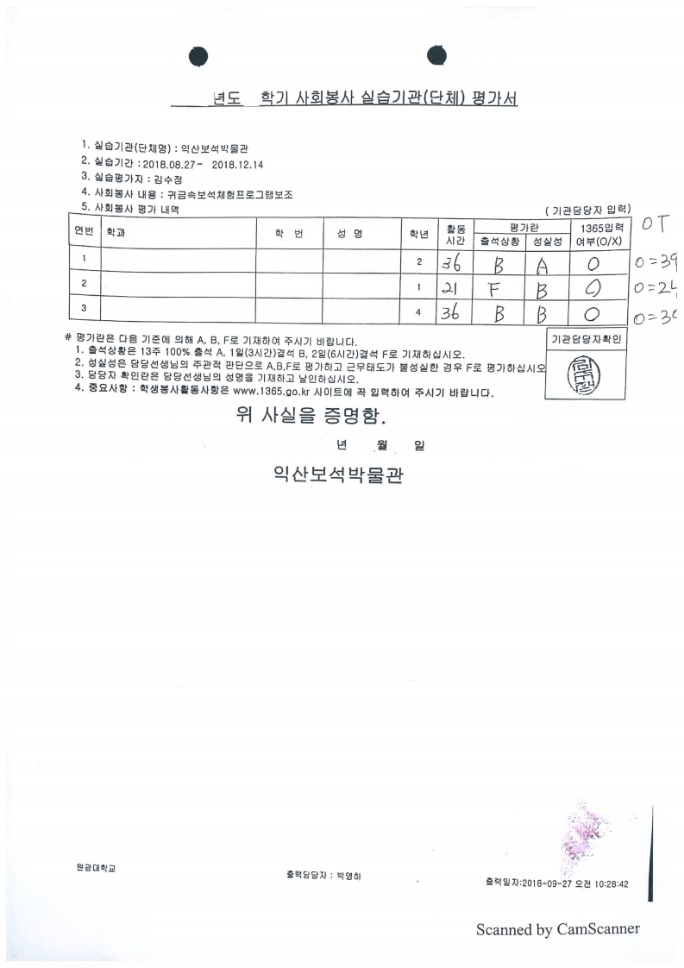 년도 학기 사회봉사 실습기관(단체) 평가서
1. 실습기관(단체명) : 익산보석박물관
2. 실습기간 : 2018.08.27- 2018.12.14
3. 실습평가자 : 김수정
4. 사회봉사 내용 : 귀금속보석체험프로그램보조
5. 사회봉사 평가 내역
(기관담당자 입력)
연번 학과 학 번 성 명 학년 활동시간 평가란 출석상황 성실성 1365입력여부(O/X) OT
1 2 36 B A O 0=39
2 1 21 F B O
3 4 36 B B O
# 평가란은 다음 기준에 의해 A, B, F로 기재하여 주시기 바랍니다.
1. 출석상황은 13주 100% 출석 A, 1일(3시간)결석 B, 2일(6시간)결석 F로 기재하십시오.
2. 성실성은 담당선생님의 주관적 판단으로 A,B,F로 평가하고 근무태도가 불성실한 경우 F로 평가하십시오
3. 담당자 확인란은 담당선생님의 성명을 기재하고 날인하십시오.
4. 중요사항 : 학생봉사활동사항은 www.1365.go.kr 사이트에 꼭 입력하여 주시기 바랍니다.
기관담당자확인
위 사실을 증명함.
년 월 일
익산보석박물관
원광대학교
출력담당자 : 박영하
출력일자:2018-09-27 오전 10:28:42
Scanned by CamScanner